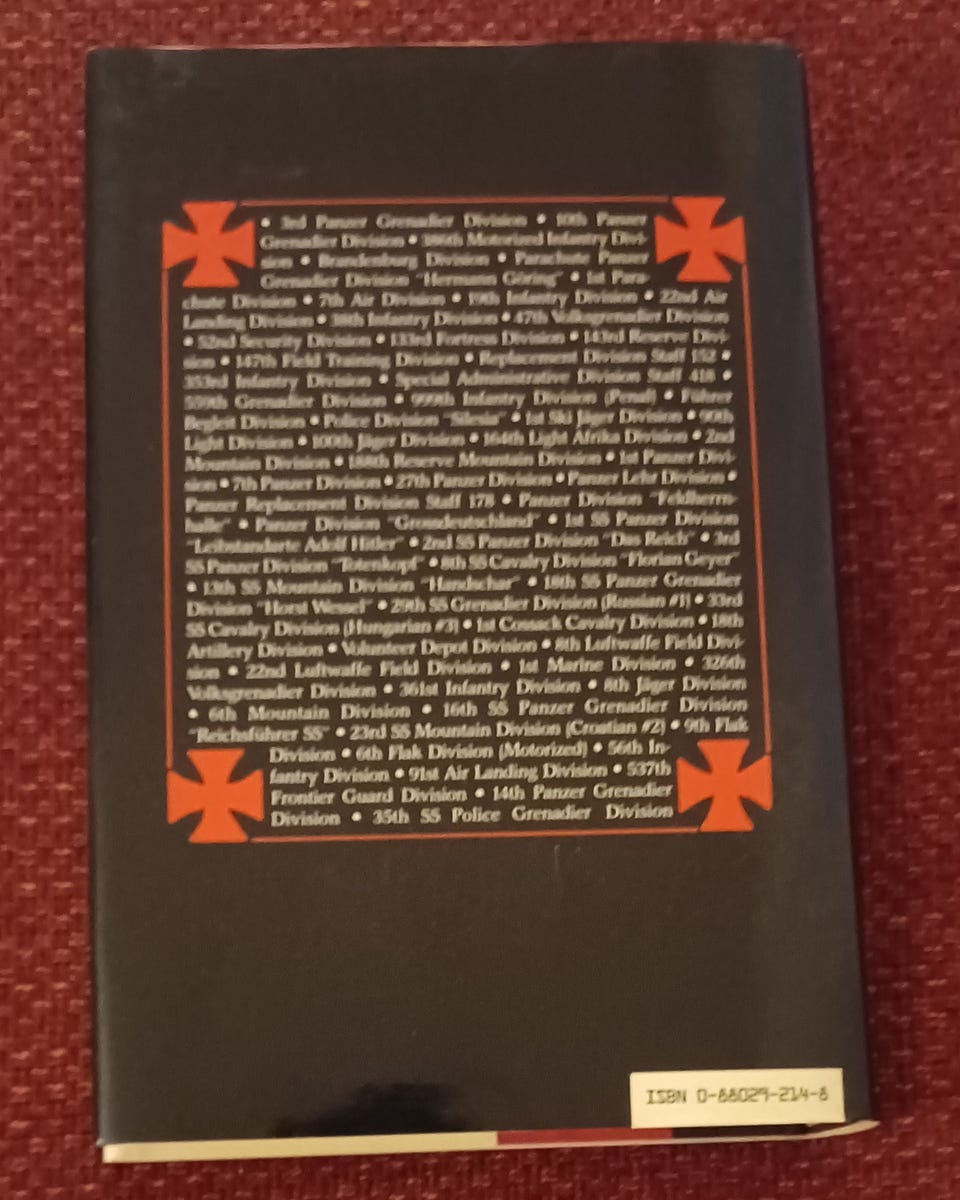 • 3rd Panzer Grenadier Division • 10th Panzer
Grenadier Division • 386th Motorized Infantry Divi-
sion • Brandenburg Division • Parachute Panzer
Grenadier Division "Hermann Göring" • 1st Para-
chute Division • 7th Air Division • 19th Infantry Division • 22nd Air
Landing Division • 38th Infantry Division • 47th Volksgrenadier Division
• 52nd Security Division • 133rd Fortress Division • 143rd Reserve Divi-
sion • 147th Field Training Division • Replacement Division Staff 152 •
353rd Infantry Division • Special Administrative Division Staff 418 •
559th Grenadier Division • 999th Infantry Division (Penal) • Führer
Begleit Division • Police Division "Silesia" • 1st Ski Jäger Division • 90th
Light Division • 100th Jäger Division • 164th Light Afrika Division • 2nd
Mountain Division • 188th Reserve Mountain Division • 1st Panzer Divi-
sion • 7th Panzer Division • 27th Panzer Division • Panzer Lehr Division •
Panzer Replacement Division Staff 178 • Panzer Division "Feldherrn-
halle" • Panzer Division "Grossdeutschland" • 1st SS Panzer Division
"Leibstandarte Adolf Hitler" • 2nd SS Panzer Division "Das Reich" • 3rd
SS Panzer Division "Totenkopf" • 8th SS Cavalry Division "Florian Geyer"
• 13th SS Mountain Division "Handschar" • 18th SS Panzer Grenadier
Division "Horst Wessel" • 29th SS Grenadier Division (Russian #1) • 33rd
SS Cavalry Division (Hungarian #3) • 1st Cossack Cavalry Division • 18th
Artillery Division • Volunteer Depot Division • 8th Luftwaffe Field Divi-
sion • 22nd Luftwaffe Field Division • 1st Marine Division • 326th
Volksgrenadier Division • 361st Infantry Division • 8th Jäger Division
• 6th Mountain Division • 16th SS Panzer Grenadier Division
"Reichsführer SS" • 23rd SS Mountain Division (Croatian #2) • 9th Flak
Division • 6th Flak Division (Motorized) • 56th In-
fantry Division • 91st Air Landing Division • 537th
Frontier Guard Division • 14th Panzer Grenadier
Division • 35th SS Police Grenadier Division
ISBN 0-88029-214-8